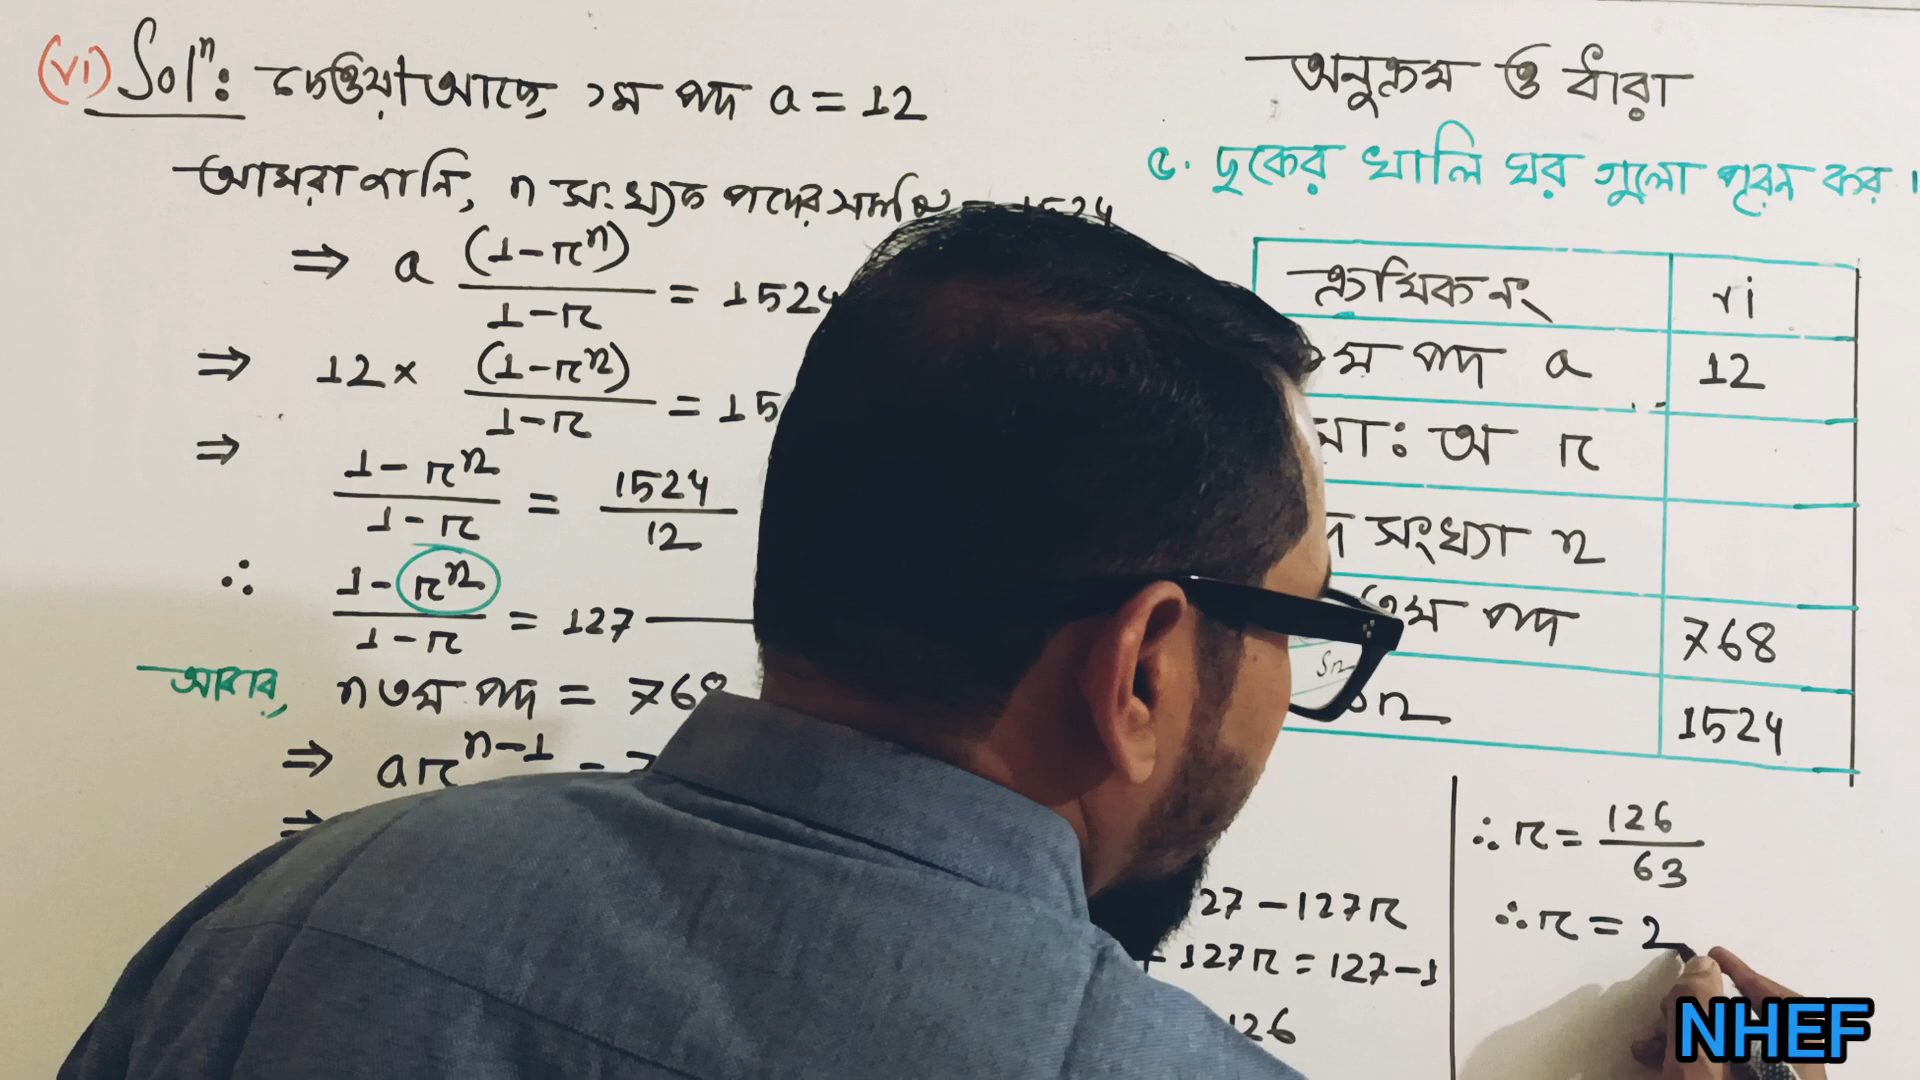 (vi) Solⁿ: দেওয়া আছে, ১ম পদ a = 12
আমরা জানি, n সংখ্যক পদের সমষ্টি = 1524
⇒ a (1-rⁿ)/(1-r) = 1524
⇒ 12 × (1-rⁿ)/(1-r) = 15
⇒ (1-rⁿ)/(1-r) = 1524/12
∴ (1-rⁿ)/(1-r) = 127
আবার, n তম পদ = 768
⇒ arⁿ⁻¹ =
⇒
অনুক্রম ও ধারা
৫. ছকের খালি ঘর গুলো পূরন কর।
ক্রমিক নং vi
ম পদ a 12
অ r
সংখ্যা n
তম পদ 768
Sn 1524
27 - 127r
127r = 127-1
126
∴ r = 126/63
∴ r = 2
NHEF